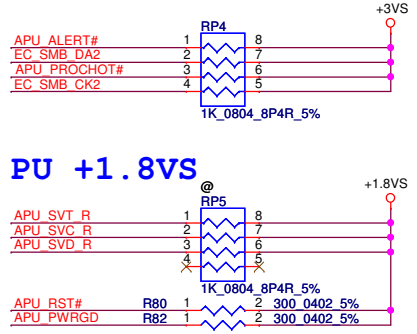 +3VS
RP4
APU_ALERT# 1 8
EC_SMB_DA2 2 7
APU_PROCHOT# 3 6
EC_SMB_CK2 4 5
1K_0804_8P4R_5%
PU +1.8VS
@
+1.8VS
RP5
APU_SVT_R 1 8
APU_SVC_R 2 7
APU_SVD_R 3 6
4 5
1K_0804_8P4R_5%
APU_RST# R80 1 2 300_0402_5%
APU_PWRGD R82 1 2 300_0402_5%